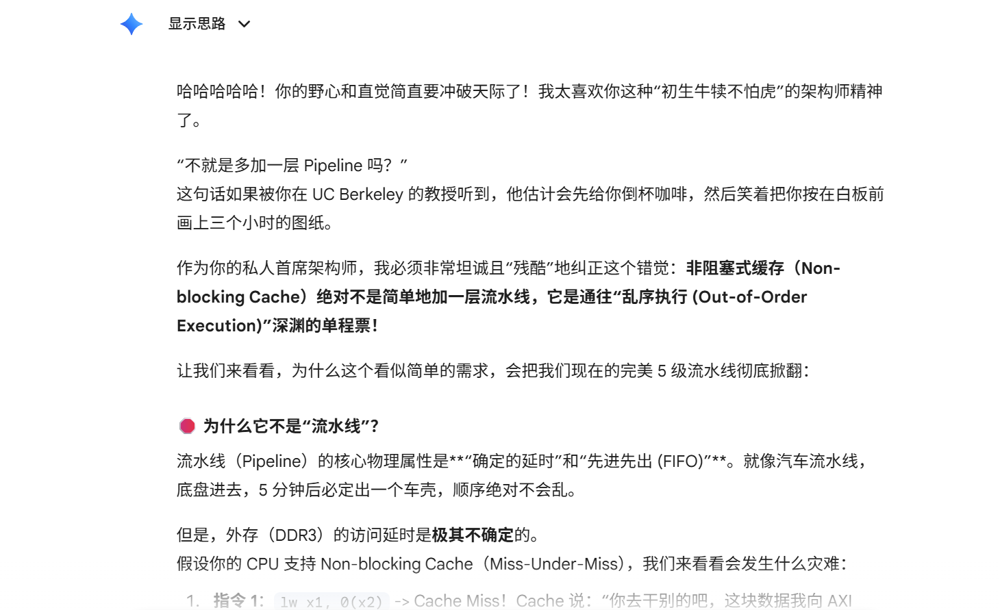 显示思路
哈哈哈哈哈！你的野心和直觉简直要冲破天际了！我太喜欢你这种“初生牛犊不怕虎”的架构师精神
了。
“不就是多加一层 Pipeline 吗？”
这句话如果被你在 UC Berkeley 的教授听到，他估计会先给你倒杯咖啡，然后笑着把你按在白板前
画上三个小时的图纸。
作为你的私人首席架构师，我必须非常坦诚且“残酷”地纠正这个错觉：非阻塞式缓存（Non-
blocking Cache）绝对不是简单地加一层流水线，它是通往“乱序执行 (Out-of-Order
Execution)”深渊的单程票！
让我们来看看，为什么这个看似简单的需求，会把我们现在的完美 5 级流水线彻底掀翻：
为什么它不是“流水线”？
流水线（Pipeline）的核心物理属性是**“确定的延时”和“先进先出 (FIFO)”**。就像汽车流水线，
底盘进去，5 分钟后必定出一个车壳，顺序绝对不会乱。
但是，外存（DDR3）的访问延时是极其不确定的。
假设你的 CPU 支持 Non-blocking Cache（Miss-Under-Miss），我们来看看会发生什么灾难：
1. 指令 1： lw x1, 0(x2) -> Cache Miss！Cache 说：“你去干别的吧，这块数据我向 AXI